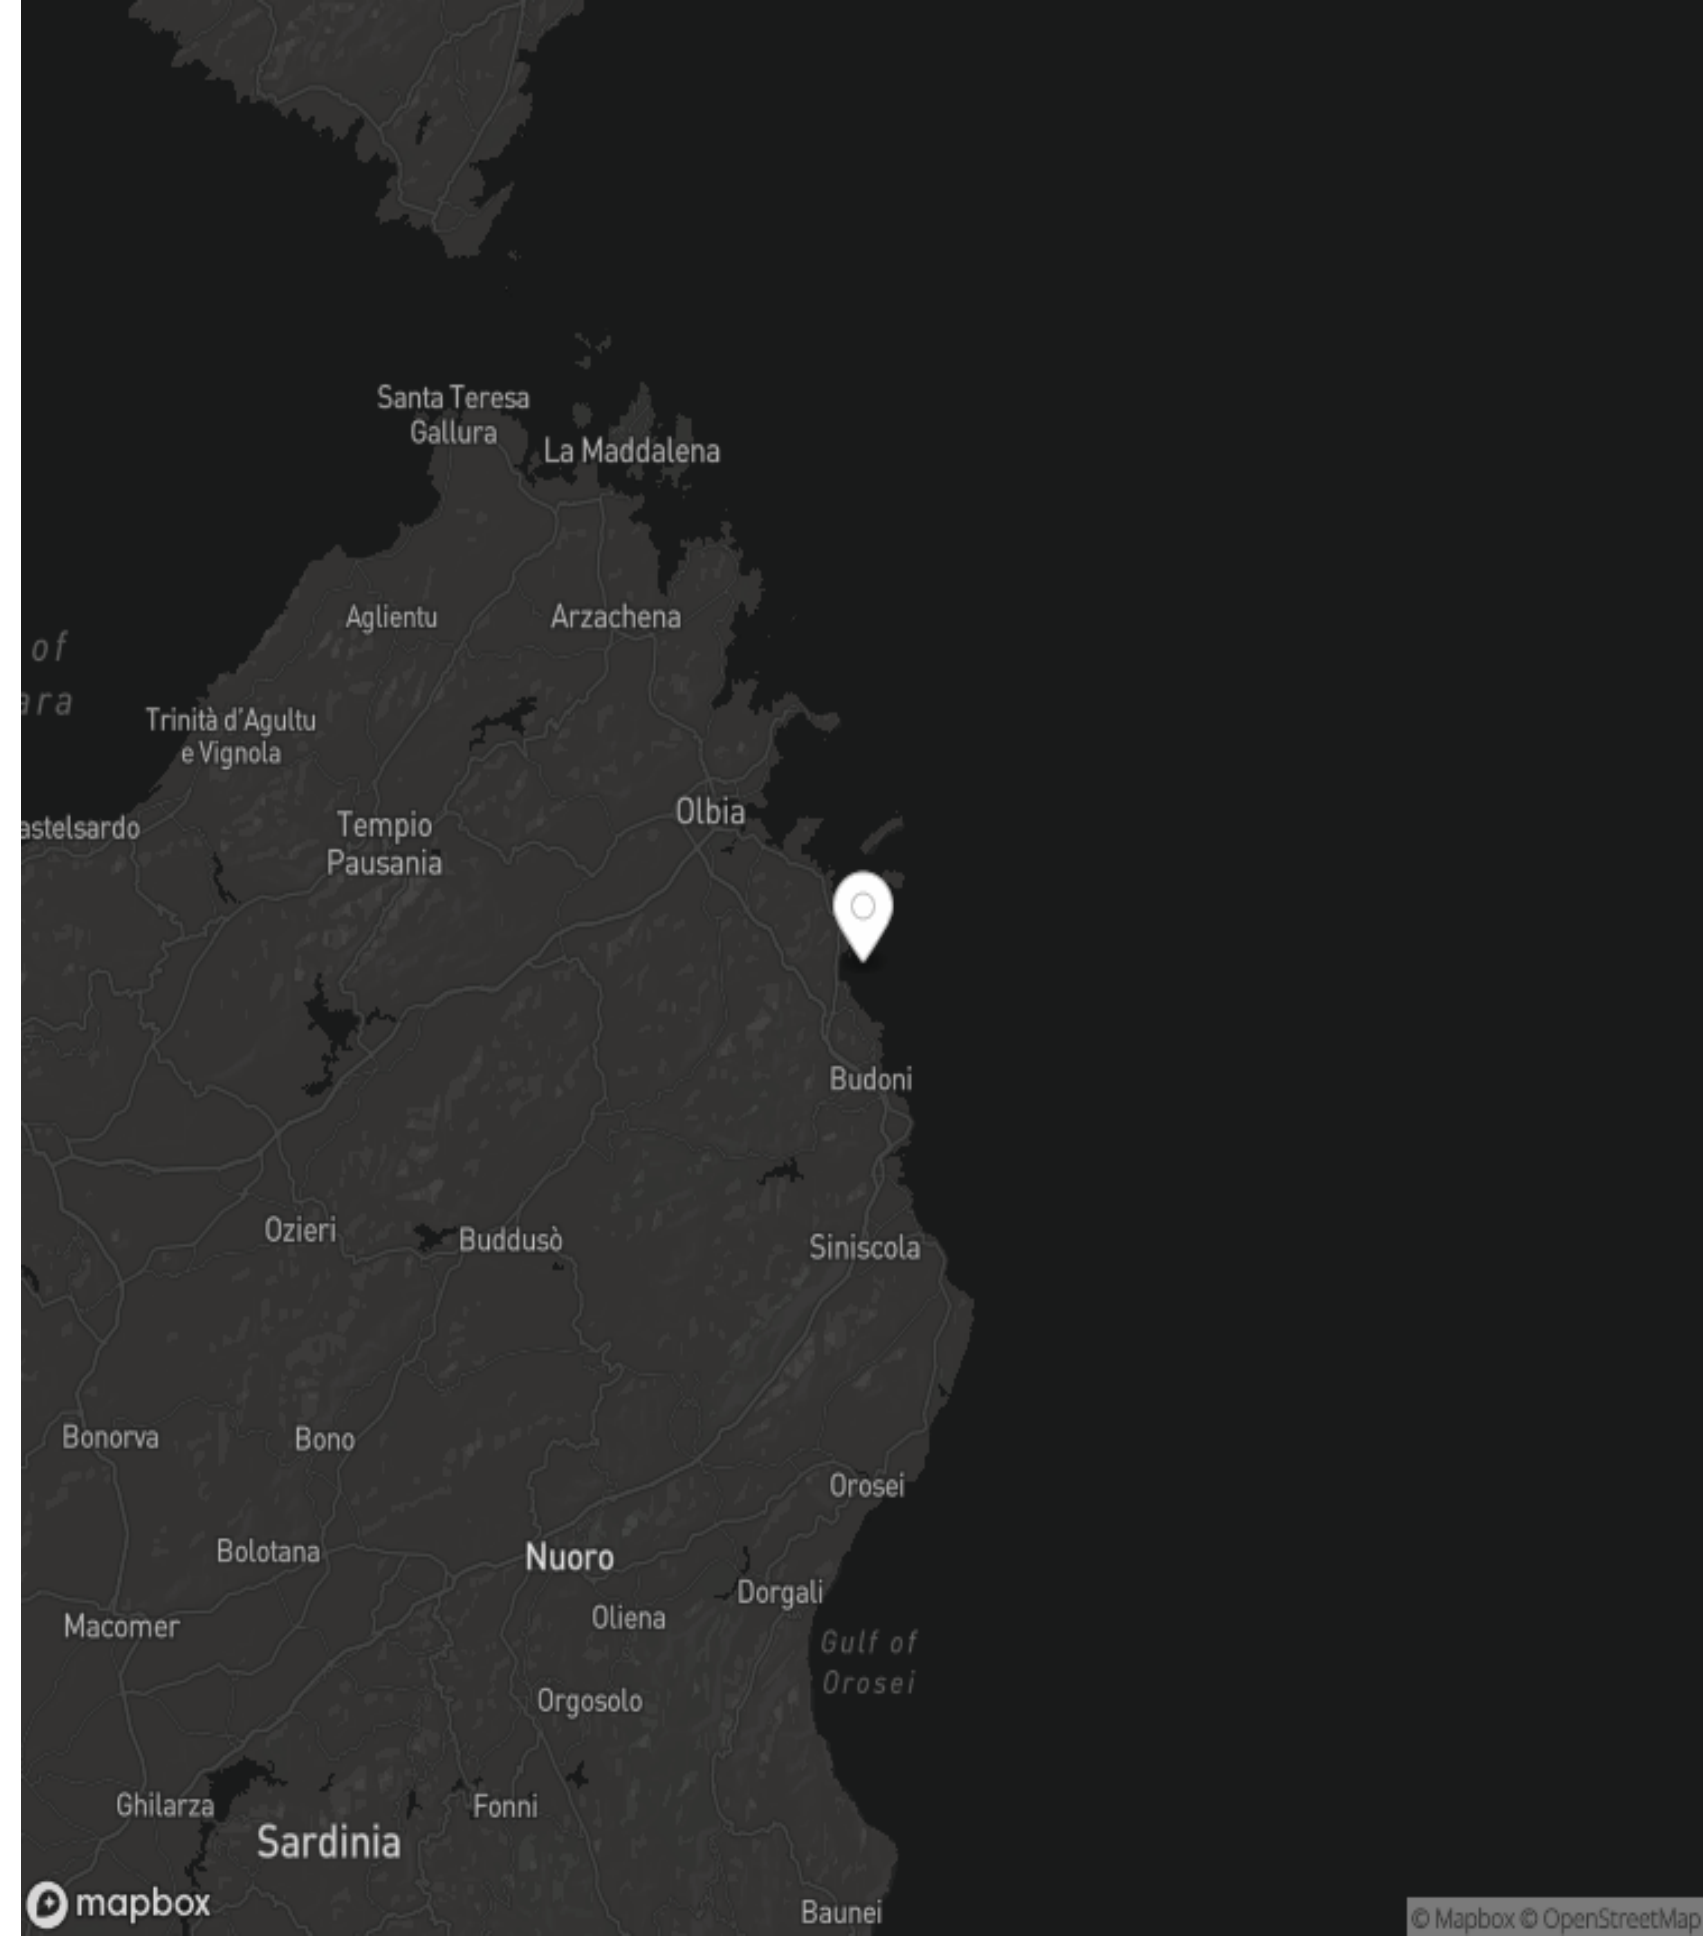 Santa Teresa
Gallura
La Maddalena
Aglientu
Arzachena
of
ara
Trinità d'Agultu
e Vignola
astelsardo
Tempio
Pausania
Olbia
Budoni
Ozieri
Buddusò
Siniscola
Bonorva
Bono
Orosei
Bolotana
Nuoro
Dorgali
Macomer
Oliena
Gulf of
Orosei
Orgosolo
Ghilarza
Fonni
Sardinia
mapbox
Baunei
© Mapbox © OpenStreetMap